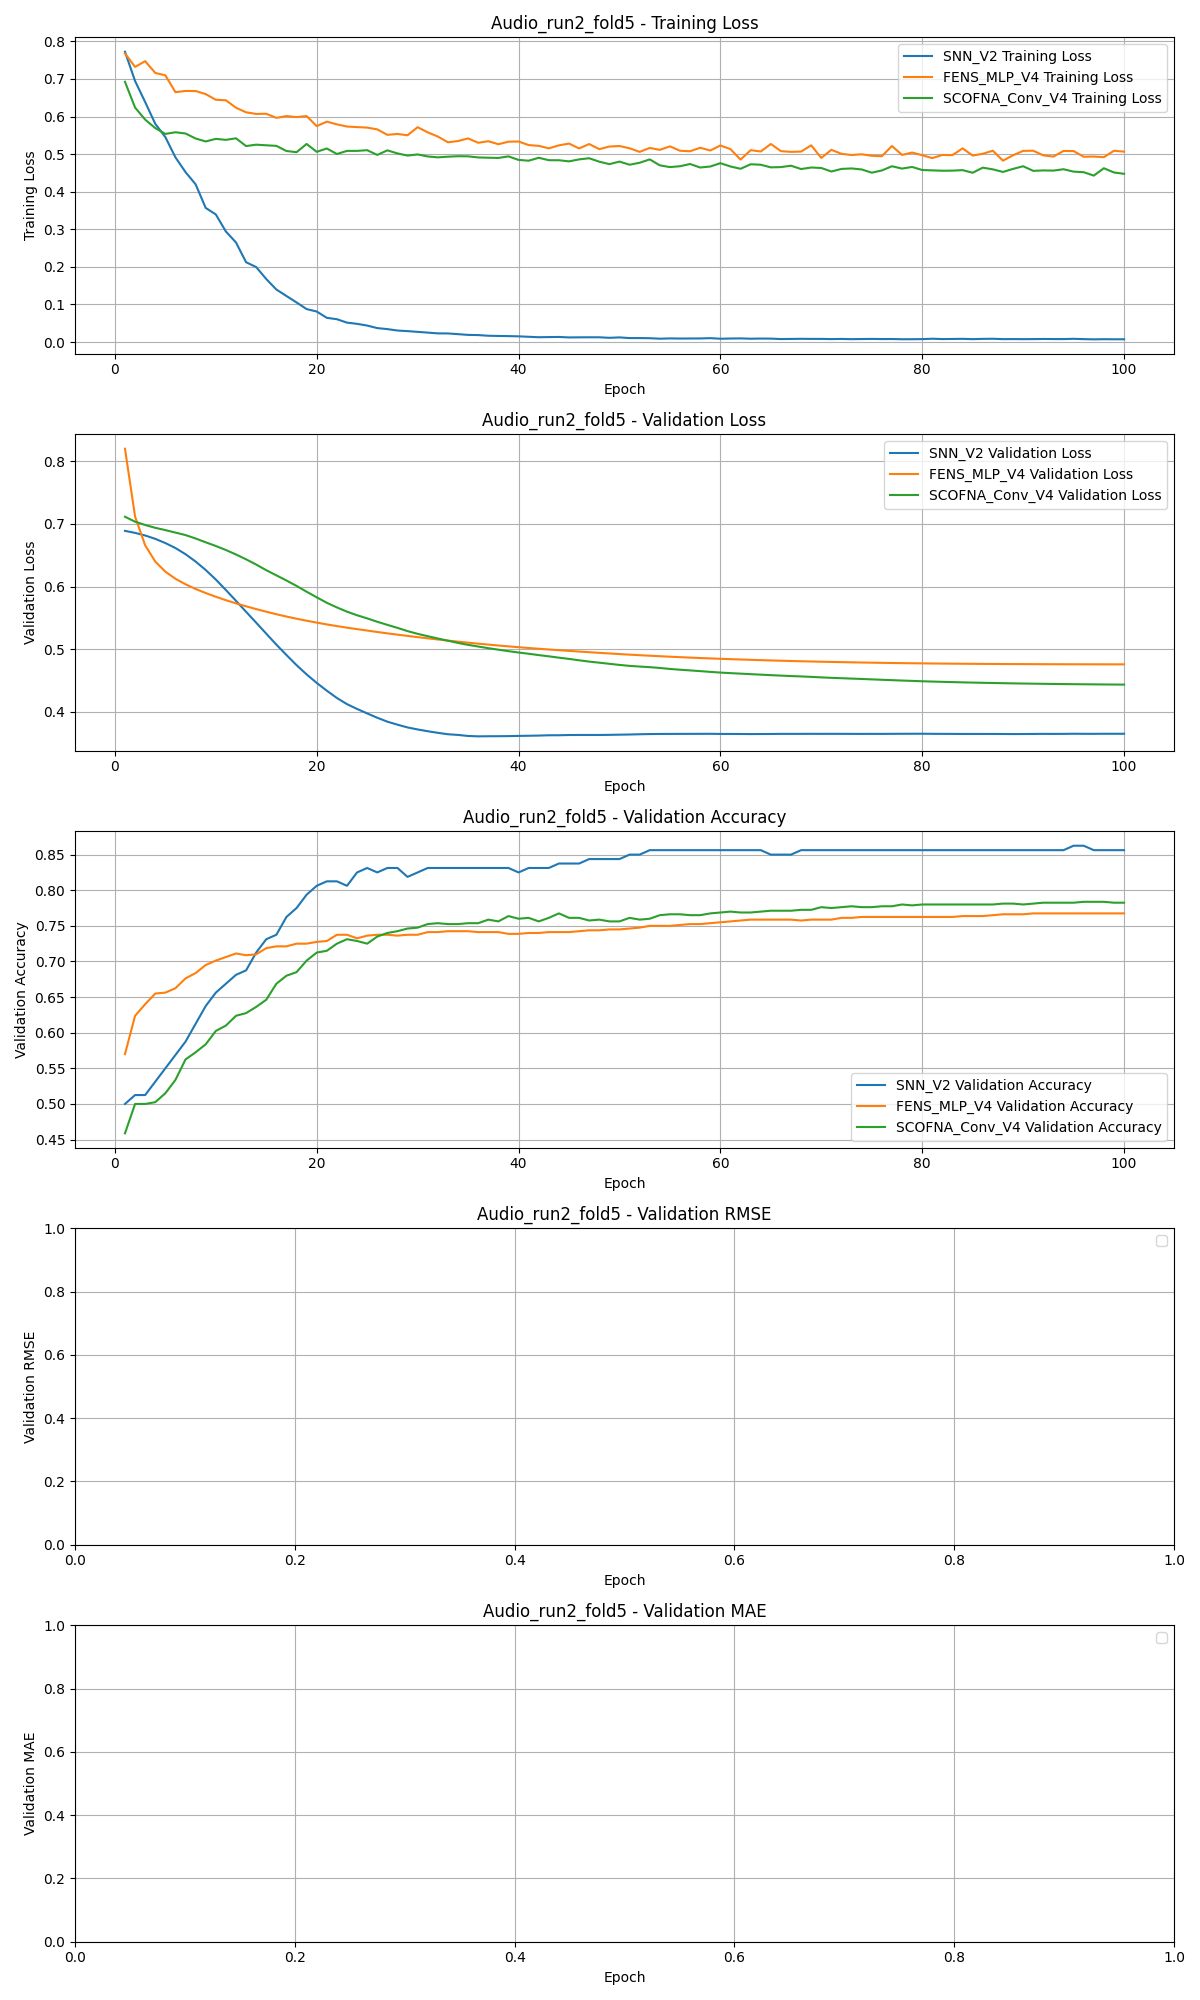 Audio_run2_fold5 - Training Loss
0.8
0.7
0.6
0.5
0.4
0.3
0.2
0.1
0.0
Training Loss
SNN_V2 Training Loss
FENS_MLP_V4 Training Loss
SCOFNA_Conv_V4 Training Loss
0 20 40 60 80 100
Epoch
Audio_run2_fold5 - Validation Loss
0.8
0.7
0.6
0.5
0.4
Validation Loss
SNN_V2 Validation Loss
FENS_MLP_V4 Validation Loss
SCOFNA_Conv_V4 Validation Loss
0 20 40 60 80 100
Epoch
Audio_run2_fold5 - Validation Accuracy
0.85
0.80
0.75
0.70
0.65
0.60
0.55
0.50
0.45
Validation Accuracy
SNN_V2 Validation Accuracy
FENS_MLP_V4 Validation Accuracy
SCOFNA_Conv_V4 Validation Accuracy
0 20 40 60 80 100
Epoch
Audio_run2_fold5 - Validation RMSE
1.0
0.8
0.6
0.4
0.2
0.0
Validation RMSE
0.0 0.2 0.4 0.6 0.8 1.0
Epoch
Audio_run2_fold5 - Validation MAE
1.0
0.8
0.6
0.4
0.2
0.0
Validation MAE
0.0 0.2 0.4 0.6 0.8 1.0
Epoch